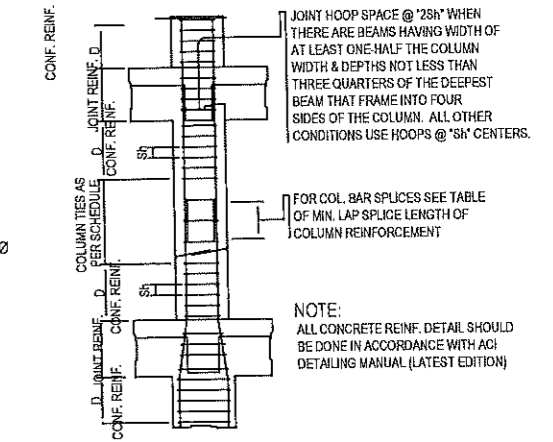 CONF. REINF.
D
JOINT REINF.
D
CONF. REINF.
Sh
COLUMN TIES AS
PER SCHEDULE
Ø
Sh
D
CONF. REINF.
JOINT REINF.
D
CONF. REINF.
JOINT HOOP SPACE @ "2Sh" WHEN
THERE ARE BEAMS HAVING WIDTH OF
AT LEAST ONE-HALF THE COLUMN
WIDTH & DEPTHS NOT LESS THAN
THREE QUARTERS OF THE DEEPEST
BEAM THAT FRAME INTO FOUR
SIDES OF THE COLUMN. ALL OTHER
CONDITIONS USE HOOPS @ "Sh" CENTERS.
FOR COL. BAR SPLICES SEE TABLE
OF MIN. LAP SPLICE LENGTH OF
COLUMN REINFORCEMENT
NOTE:
ALL CONCRETE REINF. DETAIL SHOULD
BE DONE IN ACCORDANCE WITH ACI
DETAILING MANUAL (LATEST EDITION)